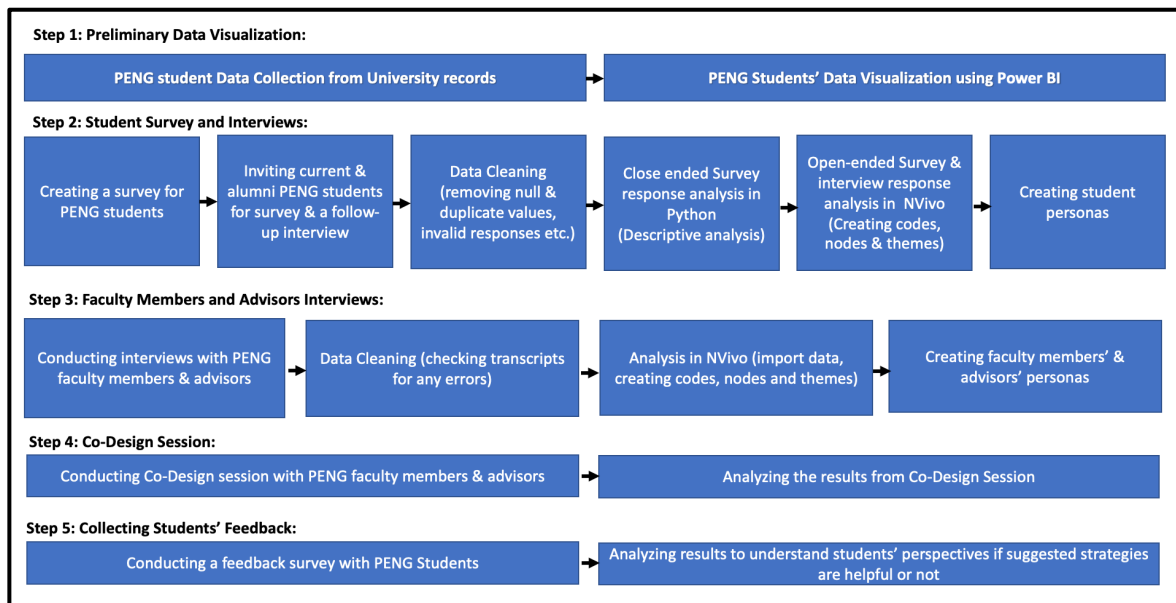 Step 1: Preliminary Data Visualization:
PENG student Data Collection from University records
PENG Students' Data Visualization using Power BI
Step 2: Student Survey and Interviews:
Creating a survey for
PENG students
Inviting current &
alumni PENG students
for survey & a follow-
up interview
Data Cleaning
(removing null &
duplicate values,
invalid responses etc.)
Close ended Survey
response analysis in
Python
(Descriptive analysis)
Open-ended Survey &
interview response
analysis in NVivo
(Creating codes,
nodes & themes)
Creating student
personas
Step 3: Faculty Members and Advisors Interviews:
Conducting interviews with PENG
faculty members & advisors
Data Cleaning (checking transcripts
for any errors)
Analysis in NVivo (import data,
creating codes, nodes and themes)
Creating faculty members' &
advisors' personas
Step 4: Co-Design Session:
Conducting Co-Design session with PENG faculty members & advisors
Analyzing the results from Co-Design Session
Step 5: Collecting Students' Feedback:
Conducting a feedback survey with PENG Students
Analyzing results to understand students' perspectives if suggested strategies
are helpful or not